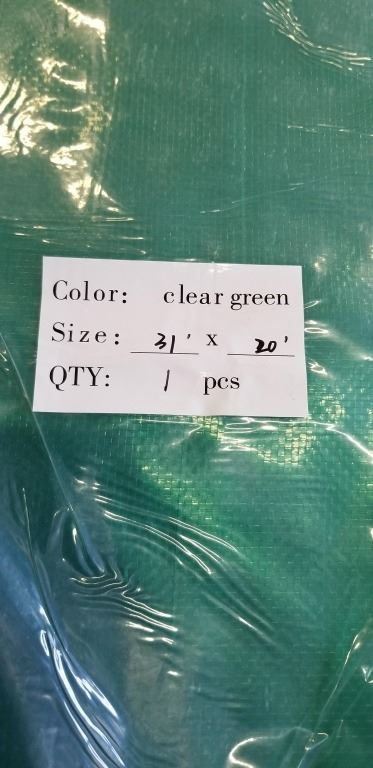 Color: clear green
Size: 31' x 20'
QTY: 1 pcs